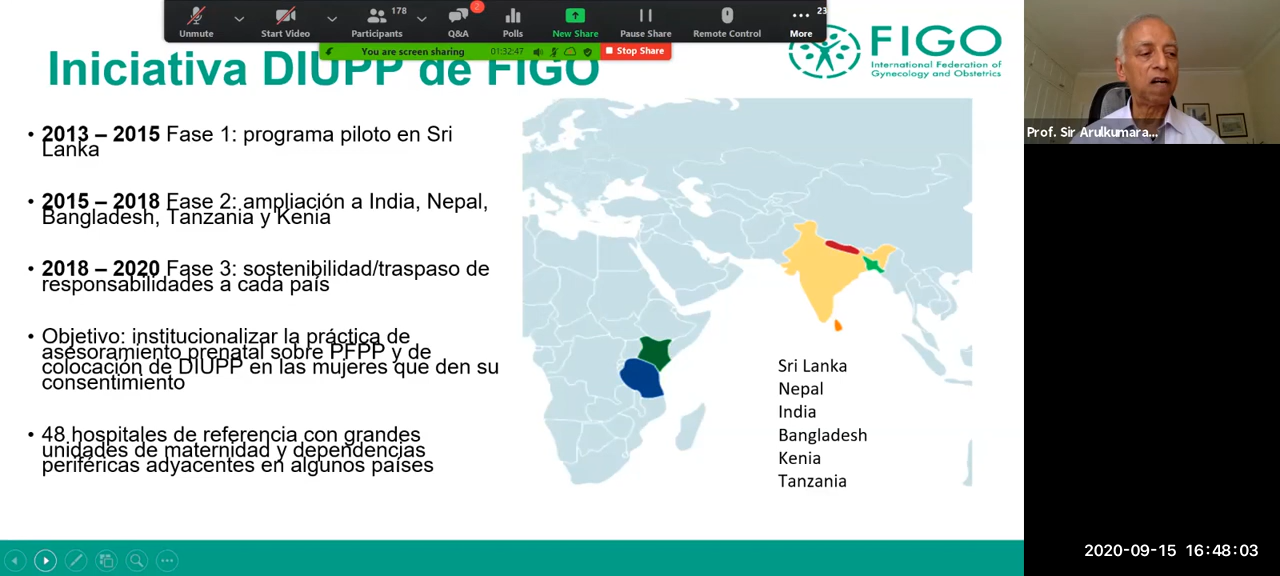 178
2
23
Unmute
Start Video
Participants
Q&A
Polls
New Share
Pause Share
Remote Control
More
You are screen sharing
01:32:47
Stop Share
Iniciativa DIUPP de FIGO
FIGO
International Federation of
Gynecology and Obstetrics
Prof. Sir Arulkumara...
• 2013 – 2015 Fase 1: programa piloto en Sri
Lanka
• 2015 – 2018 Fase 2: ampliación a India, Nepal,
Bangladesh, Tanzania y Kenia
• 2018 – 2020 Fase 3: sostenibilidad/traspaso de
responsabilidades a cada país
• Objetivo: institucionalizar la práctica de
asesoramiento prenatal sobre PFPP y de
colocación de DIUPP en las mujeres que den su
consentimiento
• 48 hospitales de referencia con grandes
unidades de maternidad y dependencias
periféricas adyacentes en algunos países
Sri Lanka
Nepal
India
Bangladesh
Kenia
Tanzania
2020-09-15 16:48:03